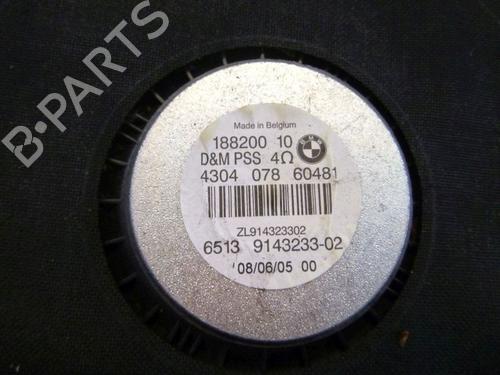 B-PARTS
Made in Belgium
188200 10
BMW
D&M PSS 4Ω
4304 078 60481
ZL914323302
6513 9143233-02
08/06/05 00